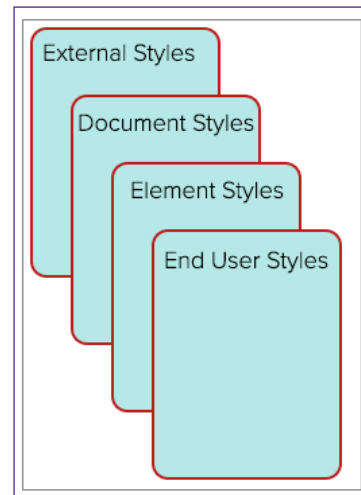 External Styles
Document Styles
Element Styles
End User Styles